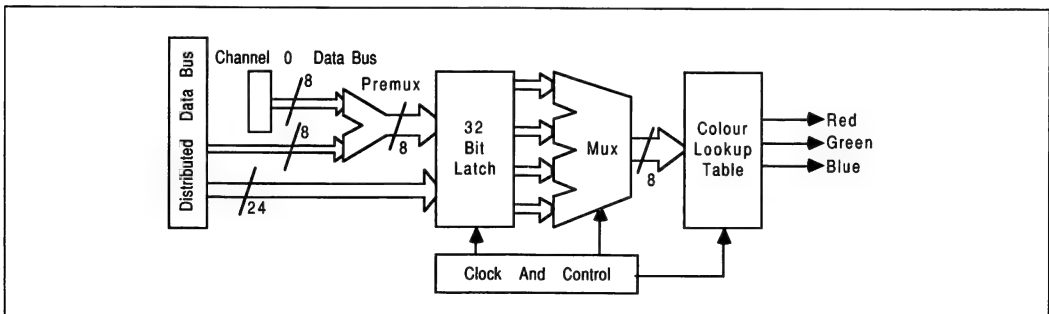 Distributed Data Bus
Channel 0 Data Bus
8
Premux
8
8
24
32
Bit
Latch
Mux
8
Colour
Lookup
Table
Red
Green
Blue
Clock And Control